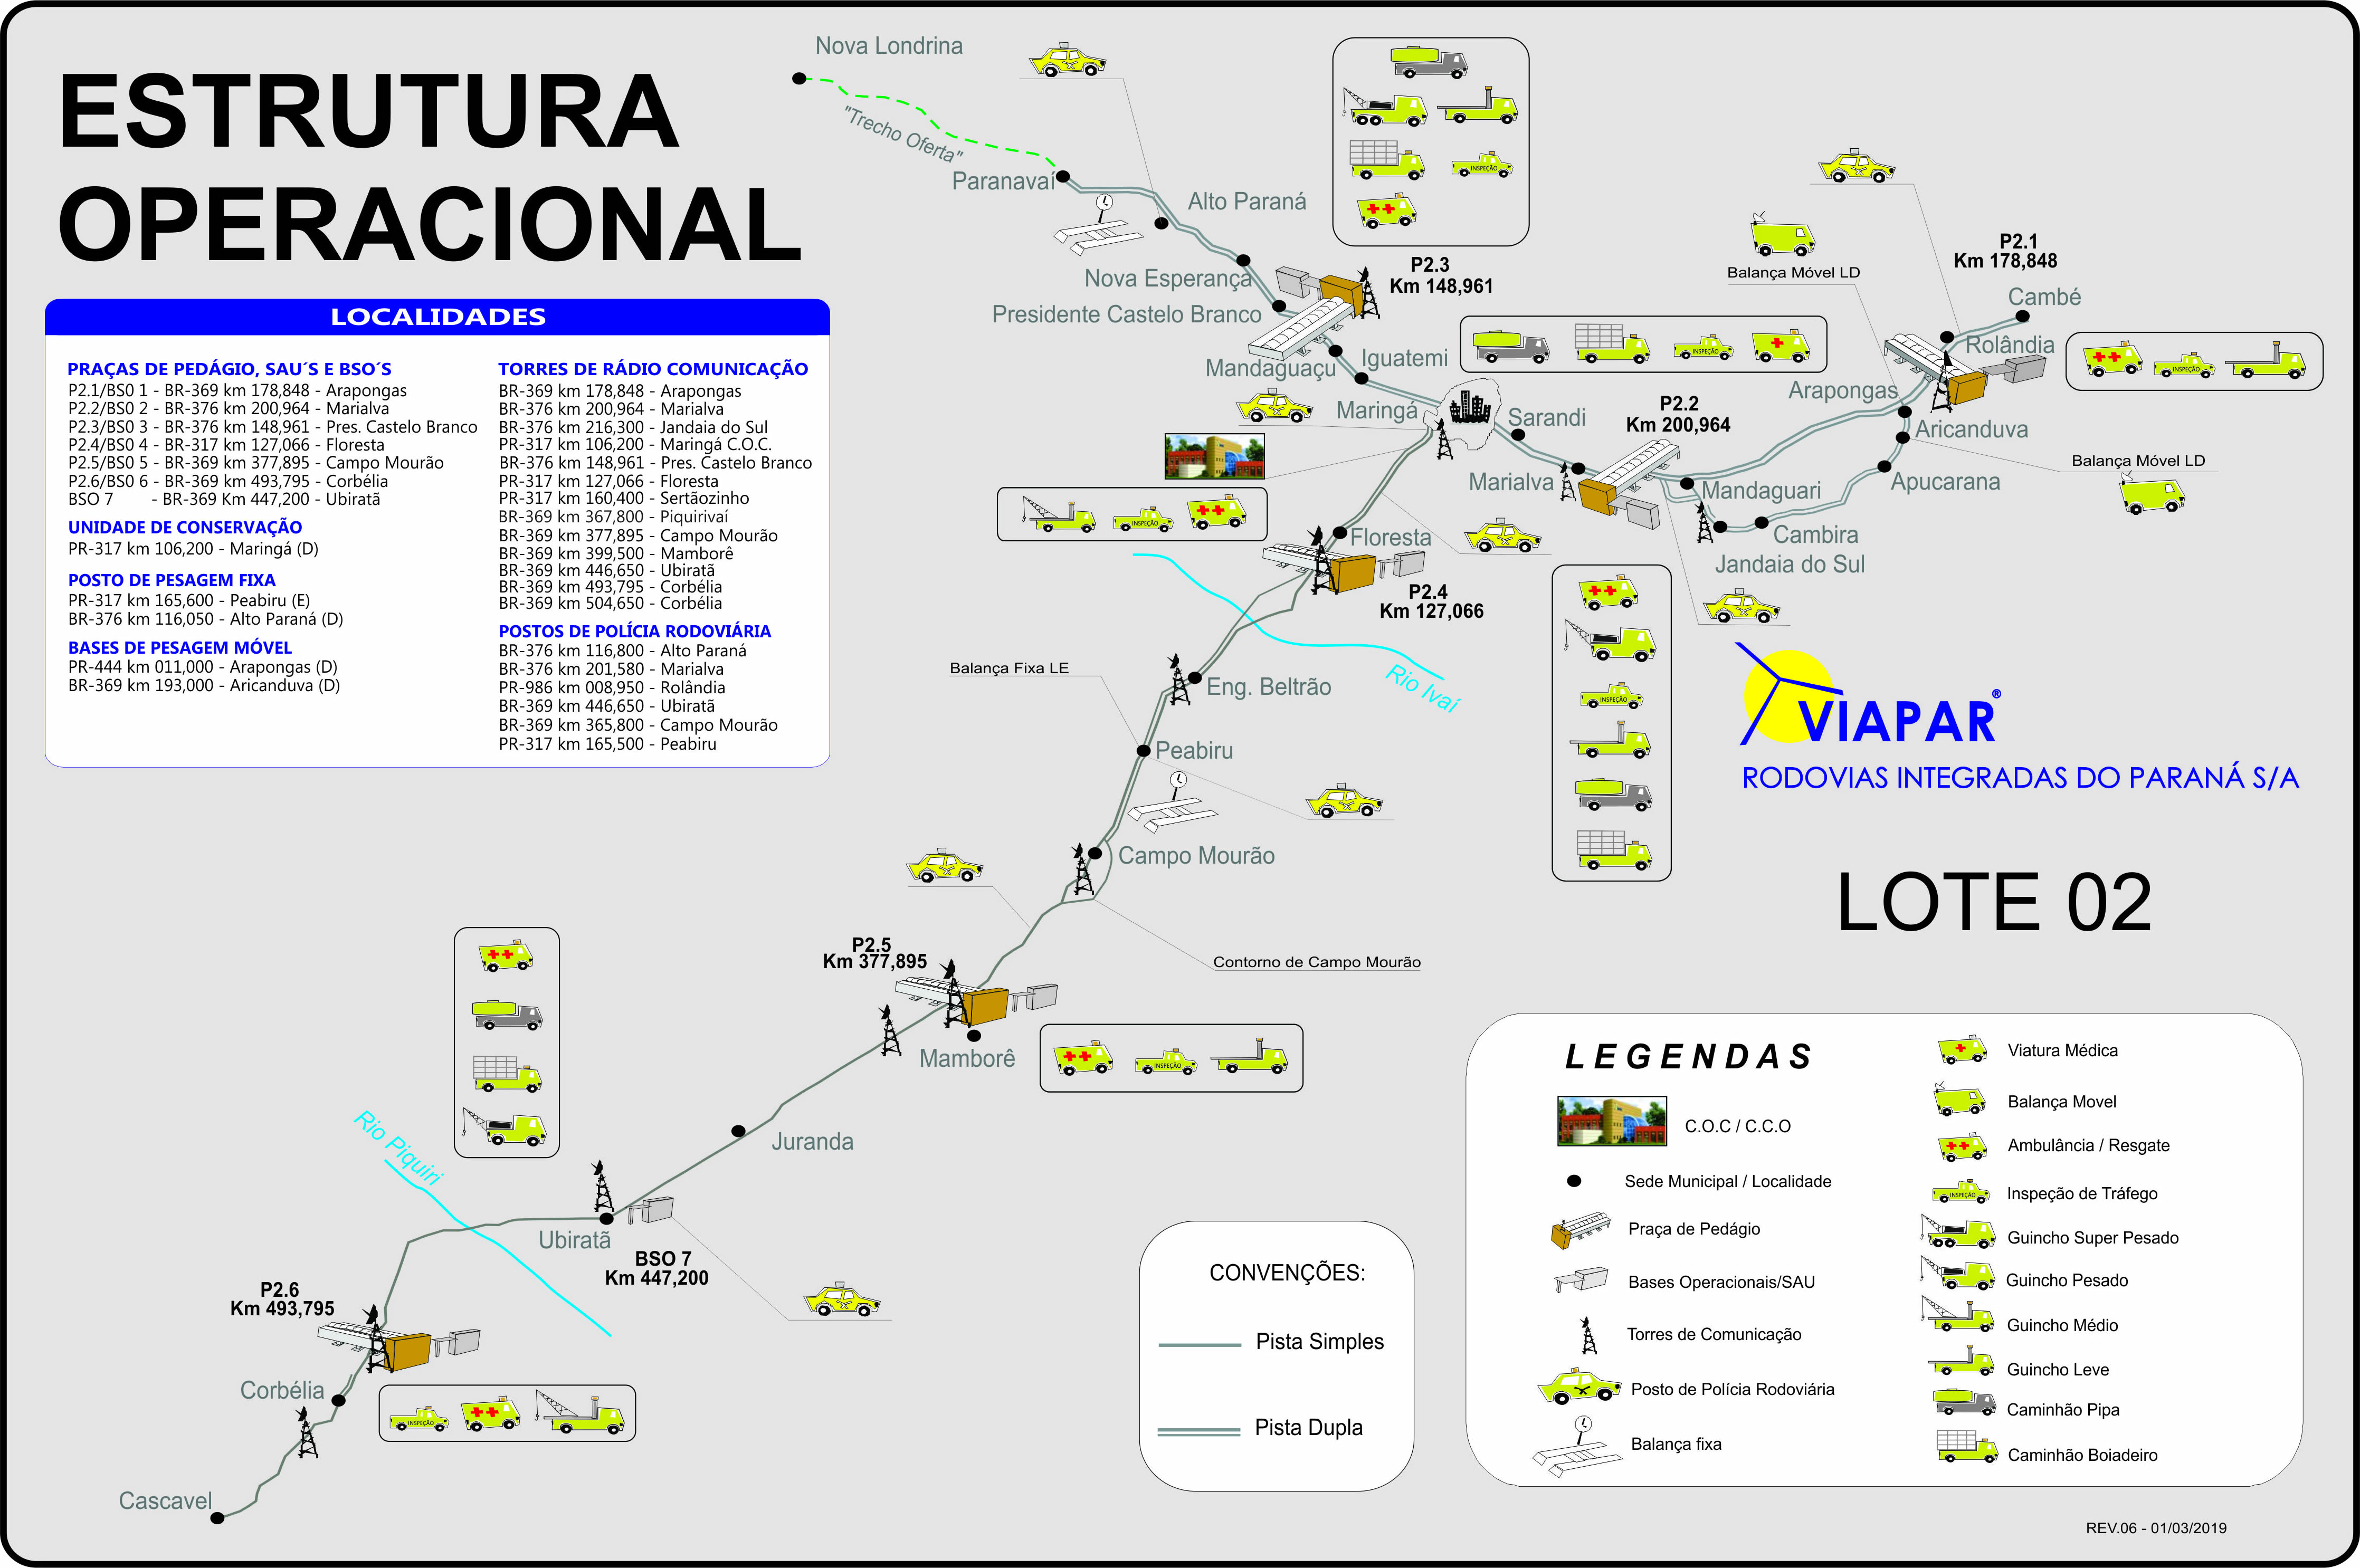 ESTRUTURA
OPERACIONAL
LOCALIDADES
PRAÇAS DE PEDÁGIO, SAU´S E BSO´S
P2.1/BS0 1 - BR-369 km 178,848 - Arapongas
P2.2/BS0 2 - BR-376 km 200,964 - Marialva
P2.3/BS0 3 - BR-376 km 148,961 - Pres. Castelo Branco
P2.4/BS0 4 - BR-317 km 127,066 - Floresta
P2.5/BS0 5 - BR-369 km 377,895 - Campo Mourão
P2.6/BS0 6 - BR-369 km 493,795 - Corbélia
BSO 7 - BR-369 Km 447,200 - Ubiratã
UNIDADE DE CONSERVAÇÃO
PR-317 km 106,200 - Maringá (D)
POSTO DE PESAGEM FIXA
PR-317 km 165,600 - Peabiru (E)
BR-376 km 116,050 - Alto Paraná (D)
BASES DE PESAGEM MÓVEL
PR-444 km 011,000 - Arapongas (D)
BR-369 km 193,000 - Aricanduva (D)
TORRES DE RÁDIO COMUNICAÇÃO
BR-369 km 178,848 - Arapongas
BR-376 km 200,964 - Marialva
BR-376 km 216,300 - Jandaia do Sul
PR-317 km 106,200 - Maringá C.O.C.
BR-376 km 148,961 - Pres. Castelo Branco
PR-317 km 127,066 - Floresta
PR-317 km 160,400 - Sertãozinho
BR-369 km 367,800 - Piquirivaí
BR-369 km 377,895 - Campo Mourão
BR-369 km 399,500 - Mamborê
BR-369 km 446,650 - Ubiratã
BR-369 km 493,795 - Corbélia
BR-369 km 504,650 - Corbélia
POSTOS DE POLÍCIA RODOVIÁRIA
BR-376 km 116,800 - Alto Paraná
BR-376 km 201,580 - Marialva
PR-986 km 008,950 - Rolândia
BR-369 km 446,650 - Ubiratã
BR-369 km 365,800 - Campo Mourão
PR-317 km 165,500 - Peabiru
Nova Londrina
"Trecho Oferta"
Paranavaí
Alto Paraná
Nova Esperança
Presidente Castelo Branco
P2.3
Km 148,961
INSPEÇÃO
Mandaguaçu
Iguatemi
INSPEÇÃO
Maringá
Sarandi
Marialva
P2.2
Km 200,964
Balança Móvel LD
P2.1
Km 178,848
Cambé
Rolândia
INSPEÇÃO
Arapongas
Aricanduva
Balança Móvel LD
Apucarana
Mandaguari
Cambira
Jandaia do Sul
INSPEÇÃO
Floresta
P2.4
Km 127,066
INSPEÇÃO
Rio Ivaí
Balança Fixa LE
Eng. Beltrão
Peabiru
Campo Mourão
Contorno de Campo Mourão
P2.5
Km 377,895
Mamborê
INSPEÇÃO
Juranda
Rio Piquiri
Ubiratã
BSO 7
Km 447,200
P2.6
Km 493,795
Corbélia
INSPEÇÃO
Cascavel
VIAPAR®
RODOVIAS INTEGRADAS DO PARANÁ S/A
LOTE 02
CONVENÇÕES:
Pista Simples
Pista Dupla
LEGENDAS
C.O.C / C.C.O
Sede Municipal / Localidade
Praça de Pedágio
Bases Operacionais/SAU
Torres de Comunicação
Posto de Polícia Rodoviária
Balança fixa
Viatura Médica
Balança Movel
Ambulância / Resgate
INSPEÇÃO
Inspeção de Tráfego
Guincho Super Pesado
Guincho Pesado
Guincho Médio
Guincho Leve
Caminhão Pipa
Caminhão Boiadeiro
REV.06 - 01/03/2019